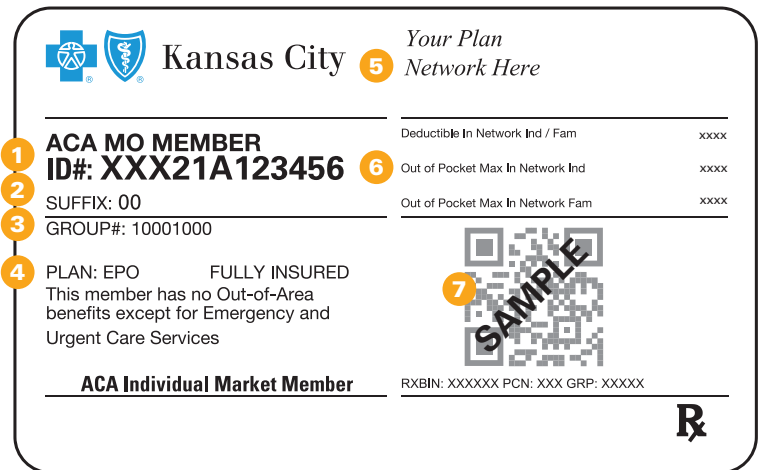 Kansas City
5
Your Plan
Network Here
1
ACA MO MEMBER
ID#: XXX21A123456
2
SUFFIX: 00
3
GROUP#: 10001000
4
PLAN: EPO FULLY INSURED
This member has no Out-of-Area
benefits except for Emergency and
Urgent Care Services
ACA Individual Market Member
Deductible In Network Ind / Fam xxxx
6
Out of Pocket Max In Network Ind xxxx
Out of Pocket Max In Network Fam xxxx
7
SAMPLE
RXBIN: XXXXXX PCN: XXX GRP: XXXXX
Rx